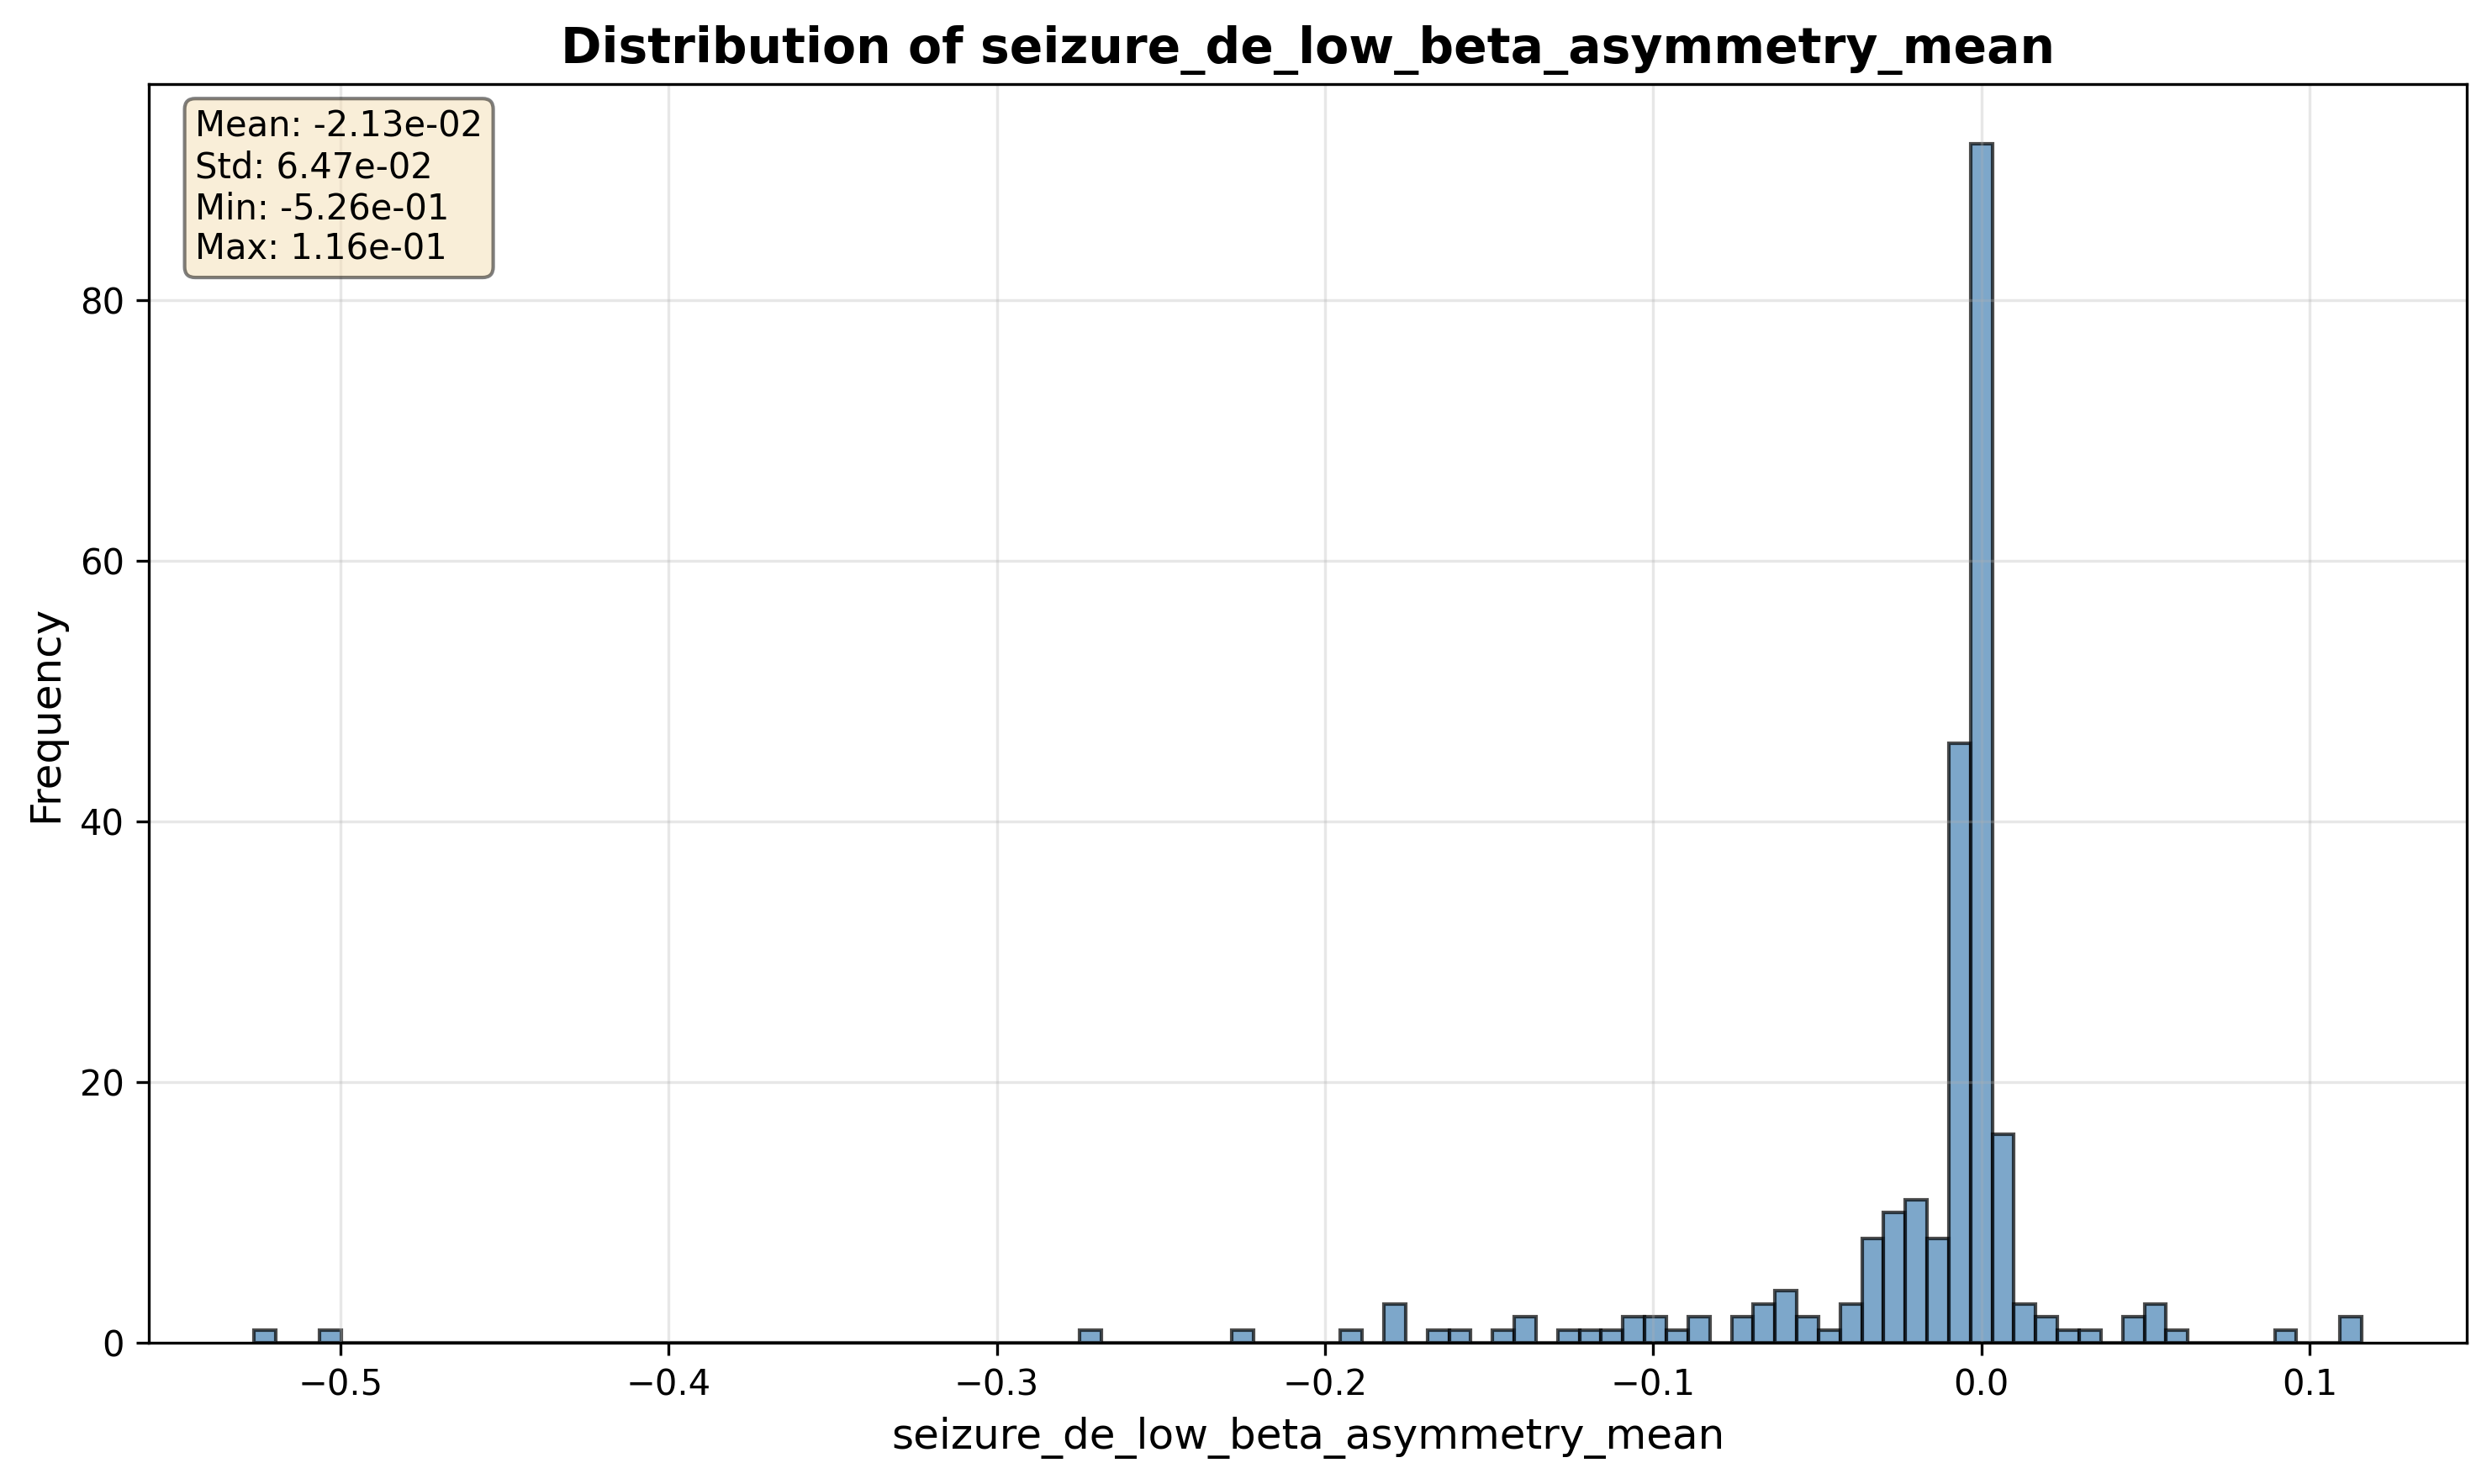 Distribution of seizure_de_low_beta_asymmetry_mean
Mean: -2.13e-02
Std: 6.47e-02
Min: -5.26e-01
Max: 1.16e-01
Frequency
80
60
40
20
0
−0.5 −0.4 −0.3 −0.2 −0.1 0.0 0.1
seizure_de_low_beta_asymmetry_mean